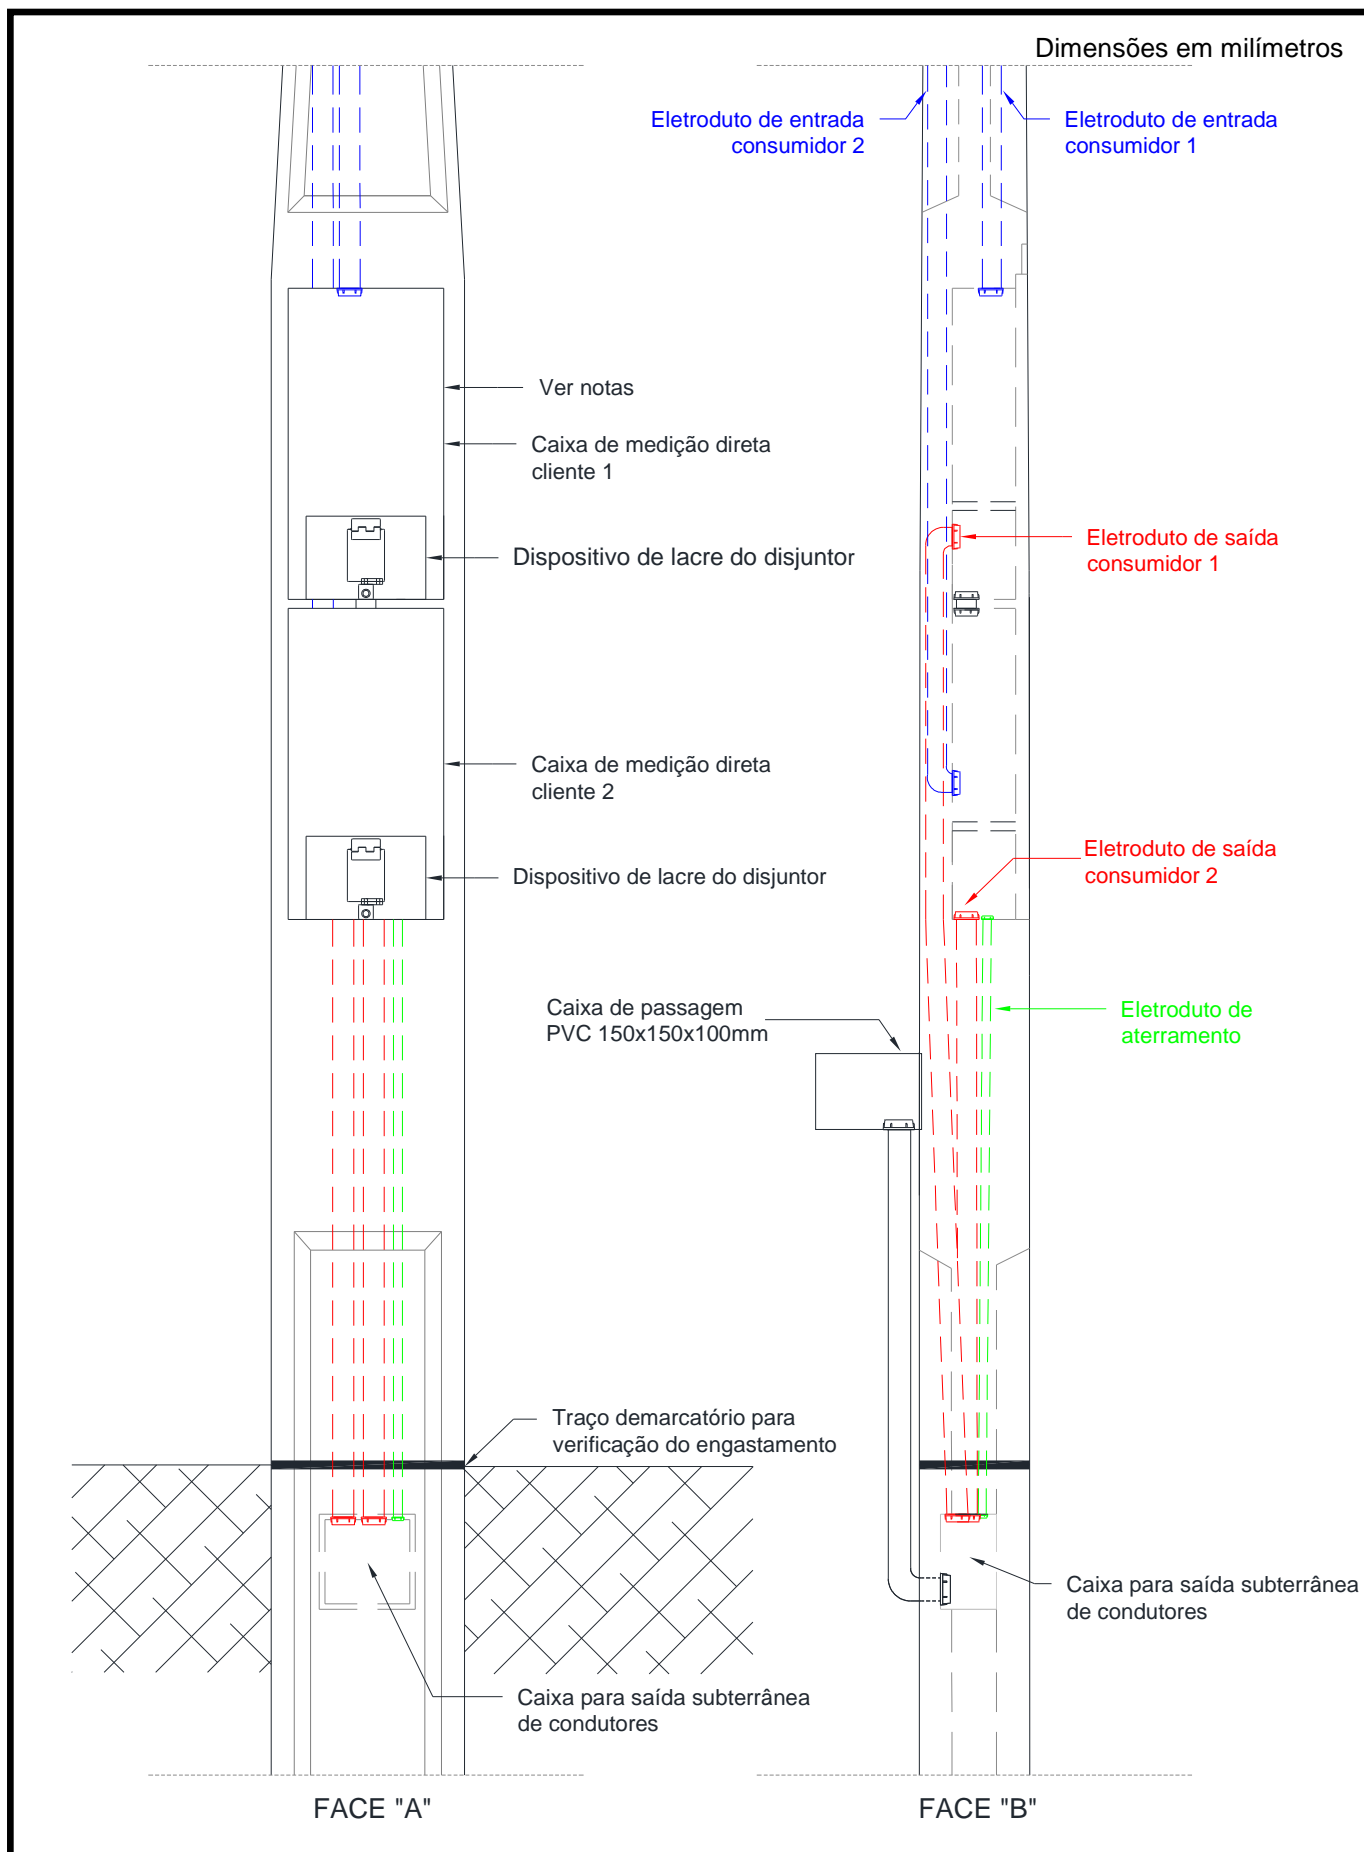 Dimensões em milímetros
Eletroduto de entrada
consumidor 2
Eletroduto de entrada
consumidor 1
Ver notas
Caixa de medição direta
cliente 1
Dispositivo de lacre do disjuntor
Eletroduto de saída
consumidor 1
Caixa de medição direta
cliente 2
Dispositivo de lacre do disjuntor
Eletroduto de saída
consumidor 2
Caixa de passagem
PVC 150x150x100mm
Eletroduto de
aterramento
Traço demarcatório para
verificação do engastamento
Caixa para saída subterrânea
de condutores
Caixa para saída subterrânea
de condutores
FACE "A"
FACE "B"